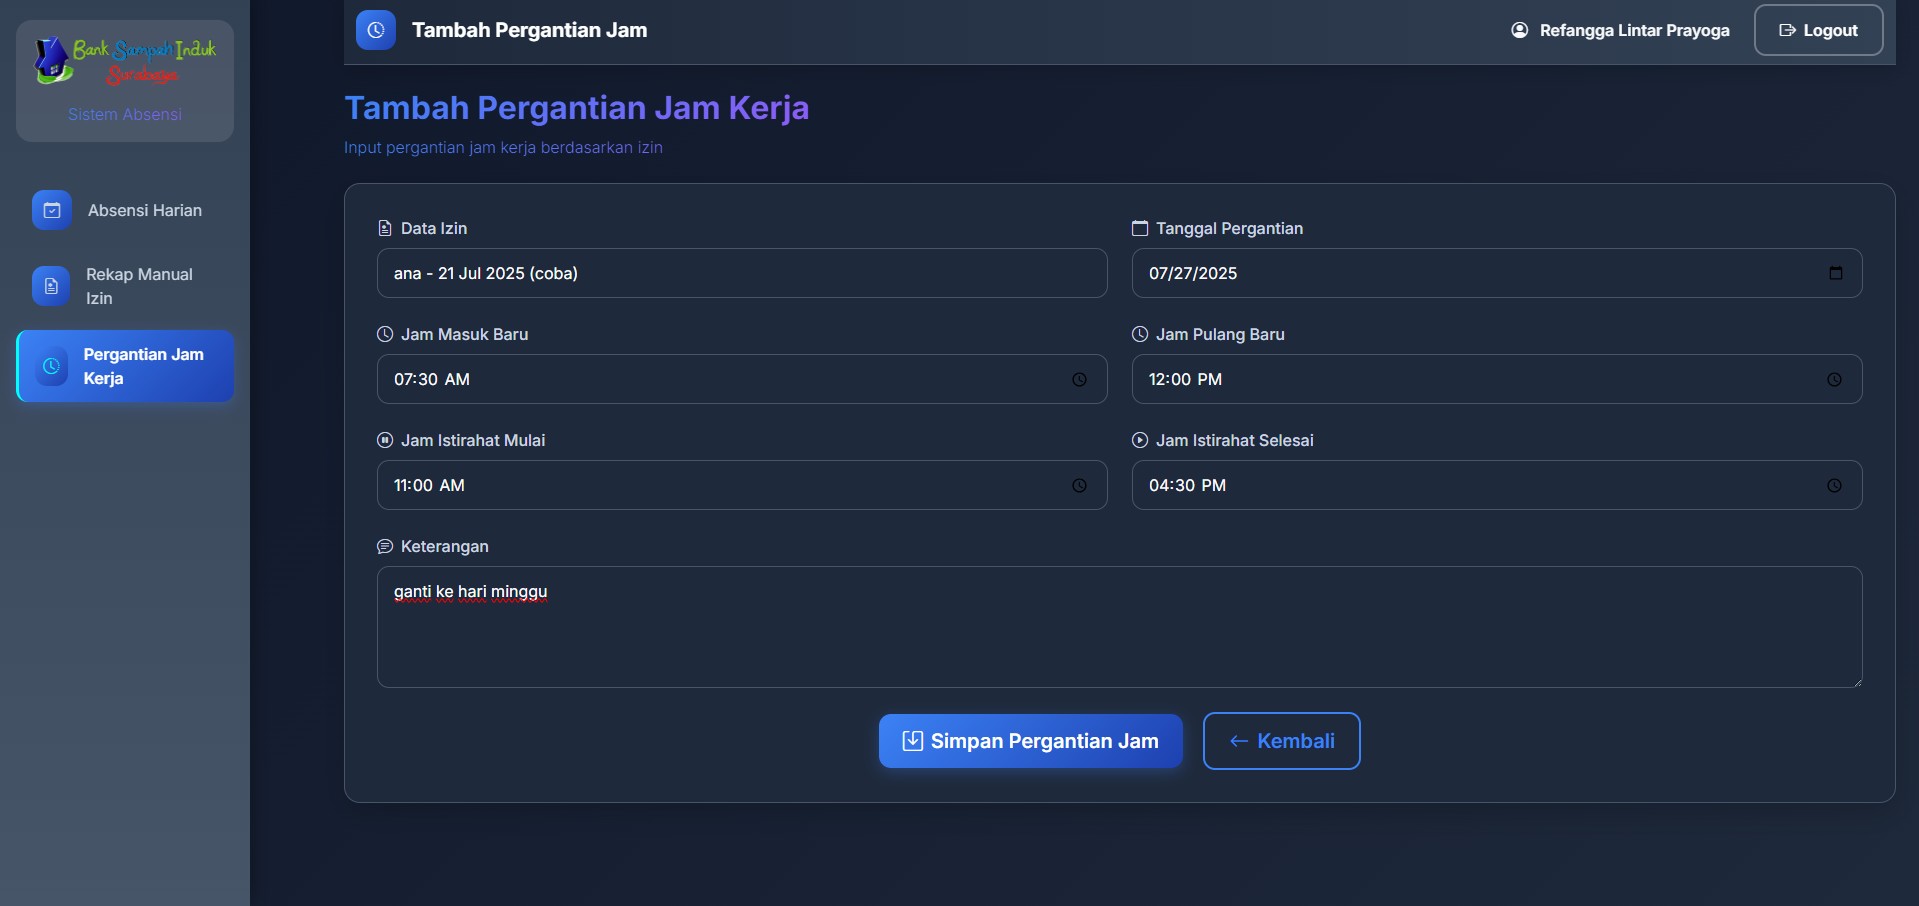 Bank Sampah Induk
Surabaya
Sistem Absensi
Absensi Harian
Rekap Manual
Izin
Pergantian Jam
Kerja
Tambah Pergantian Jam
Refangga Lintar Prayoga
Logout
Tambah Pergantian Jam Kerja
Input pergantian jam kerja berdasarkan izin
Data Izin
ana - 21 Jul 2025 (coba)
Tanggal Pergantian
07/27/2025
Jam Masuk Baru
07:30 AM
Jam Pulang Baru
12:00 PM
Jam Istirahat Mulai
11:00 AM
Jam Istirahat Selesai
04:30 PM
Keterangan
ganti ke hari minggu
Simpan Pergantian Jam
Kembali